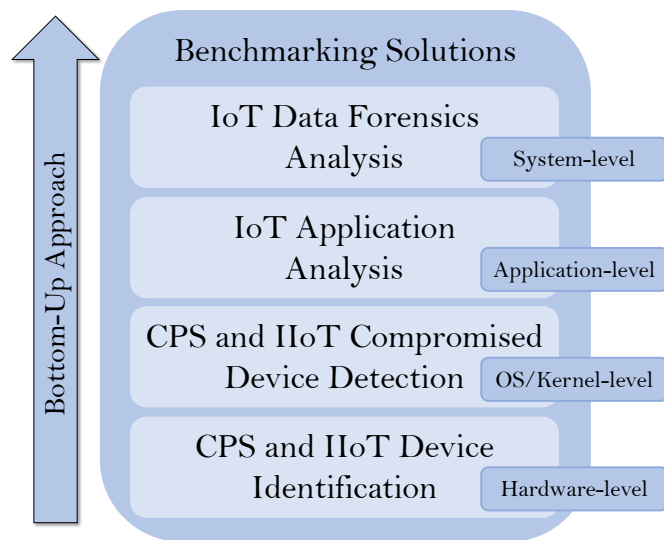 Benchmarking Solutions
IoT Data Forensics
Analysis
System-level
IoT Application
Analysis
Application-level
CPS and IIoT Compromised
Device Detection
OS/Kernel-level
CPS and IIoT Device
Identification
Hardware-level
Bottom-Up Approach